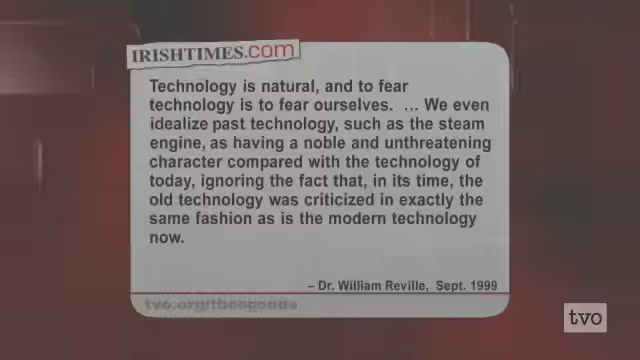 IRISHTIMES.com
Technology is natural, and to fear
technology is to fear ourselves. ... We even
idealize past technology, such as the steam
engine, as having a noble and unthreatening
character compared with the technology of
today, ignoring the fact that, in its time, the
old technology was criticized in exactly the
same fashion as is the modern technology
now.
– Dr. William Reville, Sept. 1999
tvo